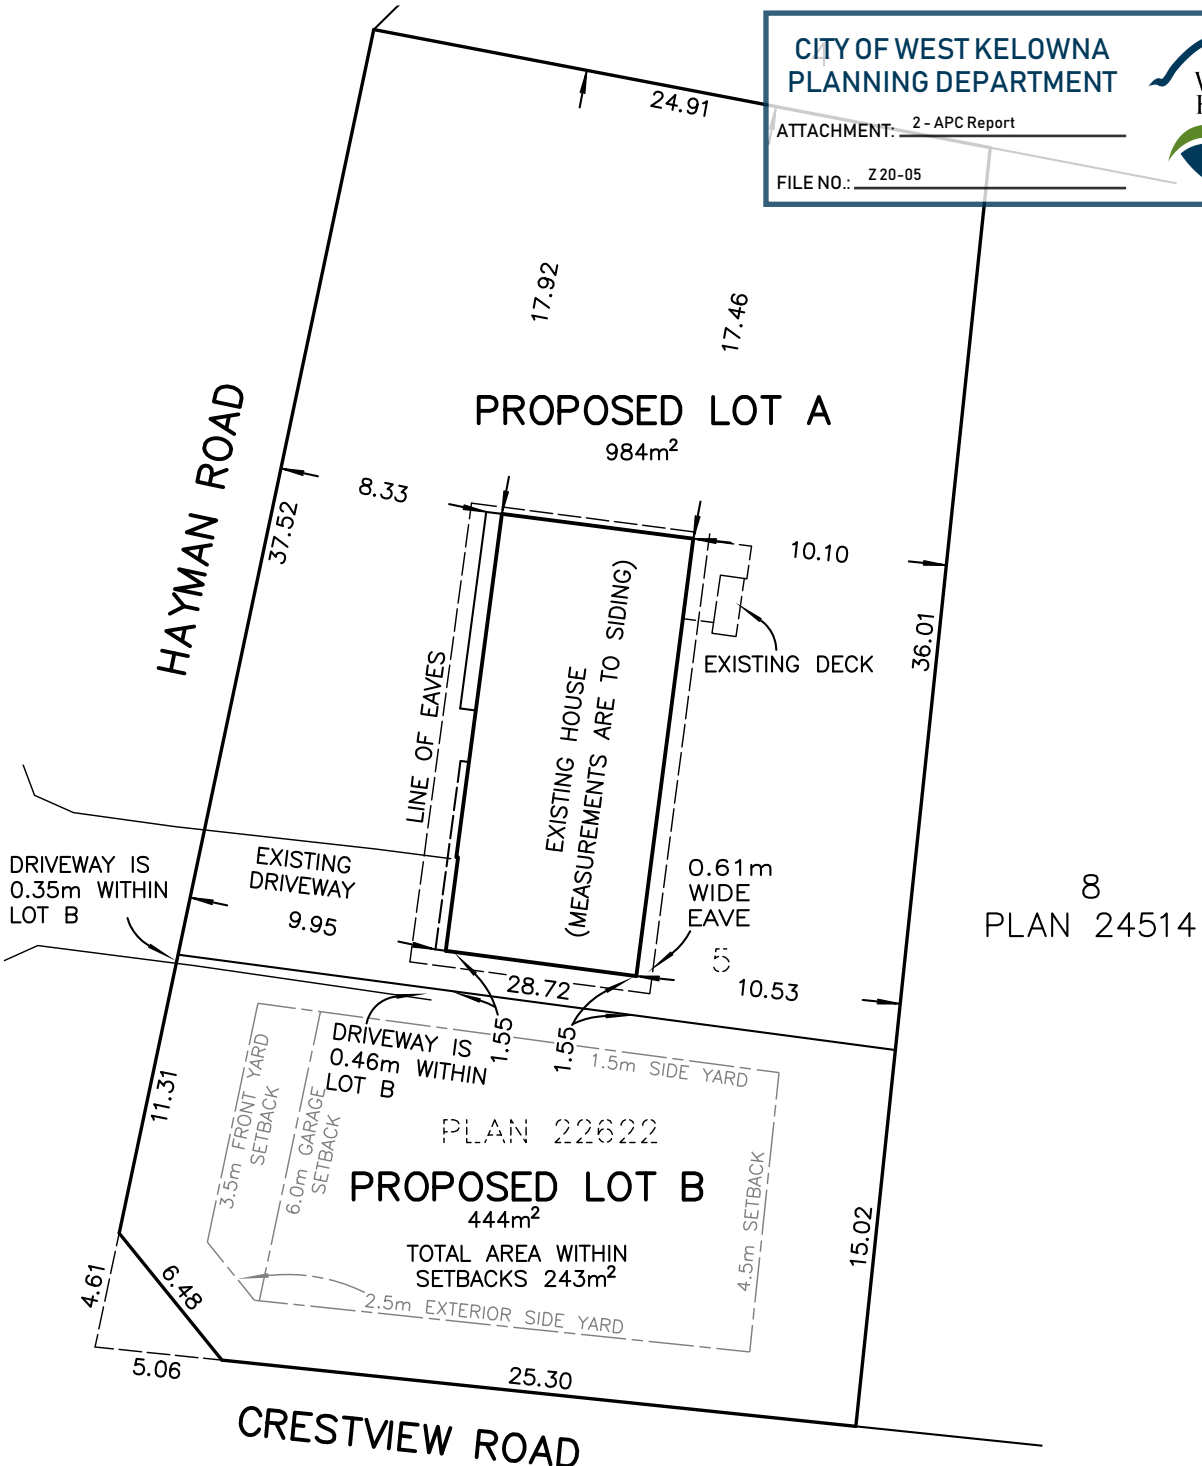 CITY OF WEST KELOWNA
PLANNING DEPARTMENT
ATTACHMENT: 2 - APC Report
FILE NO.: Z 20-05
24.91
17.92
17.46
PROPOSED LOT A
984m²
HAYMAN ROAD
37.52
8.33
10.10
36.01
EXISTING DECK
LINE OF EAVES
EXISTING HOUSE
(MEASUREMENTS ARE TO SIDING)
DRIVEWAY IS
0.35m WITHIN
LOT B
EXISTING
DRIVEWAY
9.95
0.61m
WIDE
EAVE
5
10.53
8
PLAN 24514
28.72
1.55
1.55
DRIVEWAY IS
0.46m WITHIN
LOT B
1.5m SIDE YARD
11.31
3.5m FRONT YARD
SETBACK
6.0m GARAGE
SETBACK
PLAN 22622
PROPOSED LOT B
444m²
TOTAL AREA WITHIN
SETBACKS 243m²
4.5m SETBACK
15.02
2.5m EXTERIOR SIDE YARD
4.61
6.48
5.06
25.30
CRESTVIEW ROAD